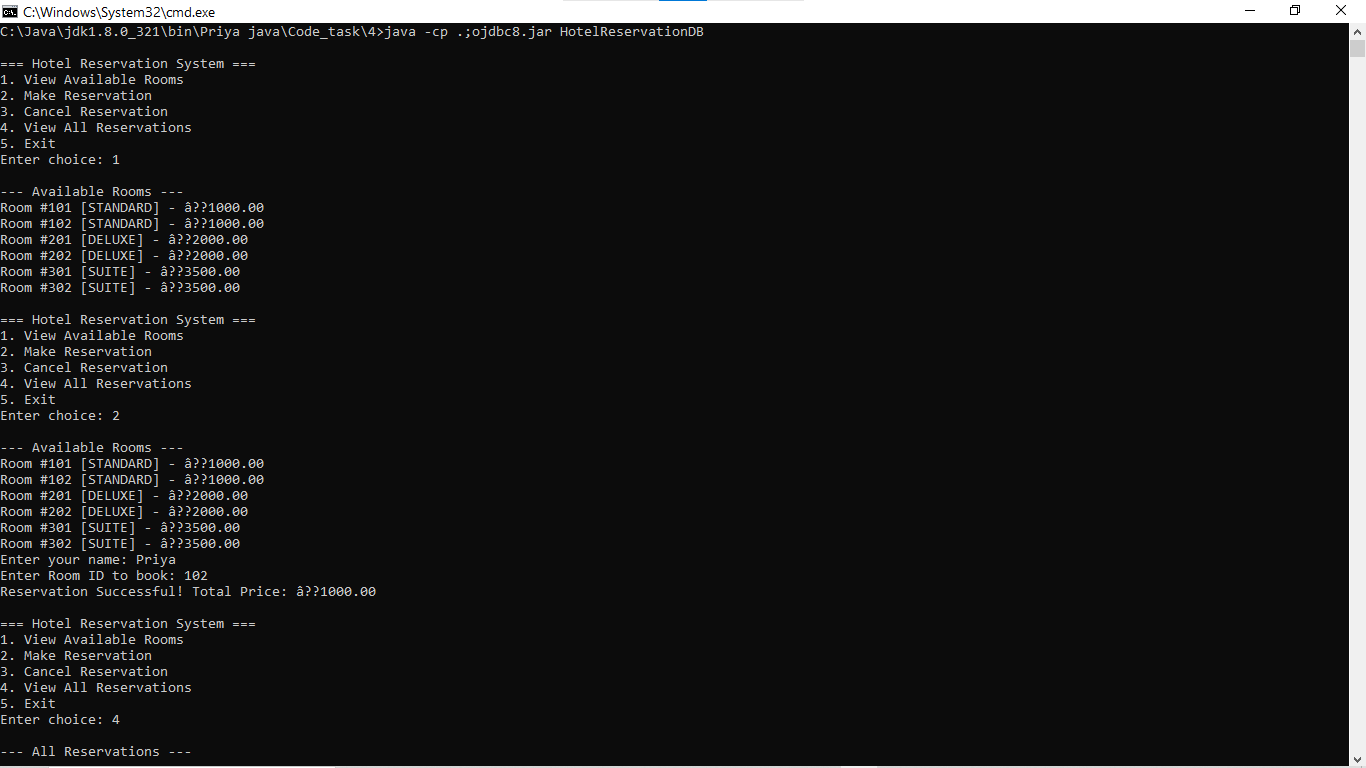 C:\Windows\System32\cmd.exe
C:\Java\jdk1.8.0_321\bin\Priya java\Code_task\4>java -cp .;ojdbc8.jar HotelReservationDB
=== Hotel Reservation System ===
1. View Available Rooms
2. Make Reservation
3. Cancel Reservation
4. View All Reservations
5. Exit
Enter choice: 1
--- Available Rooms ---
Room #101 [STANDARD] - â??1000.00
Room #102 [STANDARD] - â??1000.00
Room #201 [DELUXE] - â??2000.00
Room #202 [DELUXE] - â??2000.00
Room #301 [SUITE] - â??3500.00
Room #302 [SUITE] - â??3500.00
=== Hotel Reservation System ===
1. View Available Rooms
2. Make Reservation
3. Cancel Reservation
4. View All Reservations
5. Exit
Enter choice: 2
--- Available Rooms ---
Room #101 [STANDARD] - â??1000.00
Room #102 [STANDARD] - â??1000.00
Room #201 [DELUXE] - â??2000.00
Room #202 [DELUXE] - â??2000.00
Room #301 [SUITE] - â??3500.00
Room #302 [SUITE] - â??3500.00
Enter your name: Priya
Enter Room ID to book: 102
Reservation Successful! Total Price: â??1000.00
=== Hotel Reservation System ===
1. View Available Rooms
2. Make Reservation
3. Cancel Reservation
4. View All Reservations
5. Exit
Enter choice: 4
--- All Reservations ---